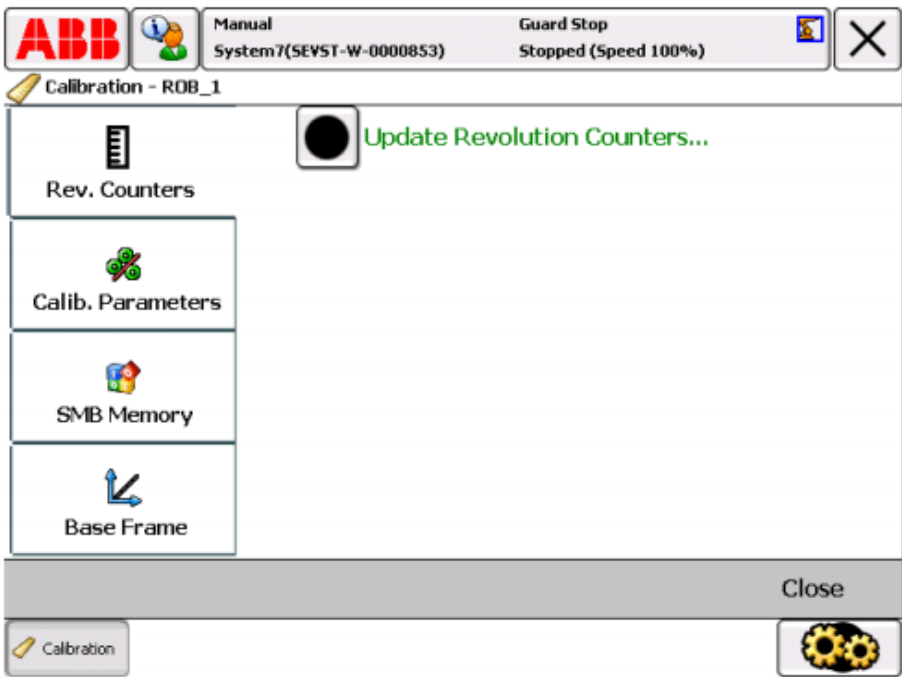 ABB
Manual
System7(SEVST-W-0000853)
Guard Stop
Stopped (Speed 100%)
Calibration - ROB_1
Rev. Counters
Update Revolution Counters...
Calib. Parameters
SMB Memory
Base Frame
Close
Calibration